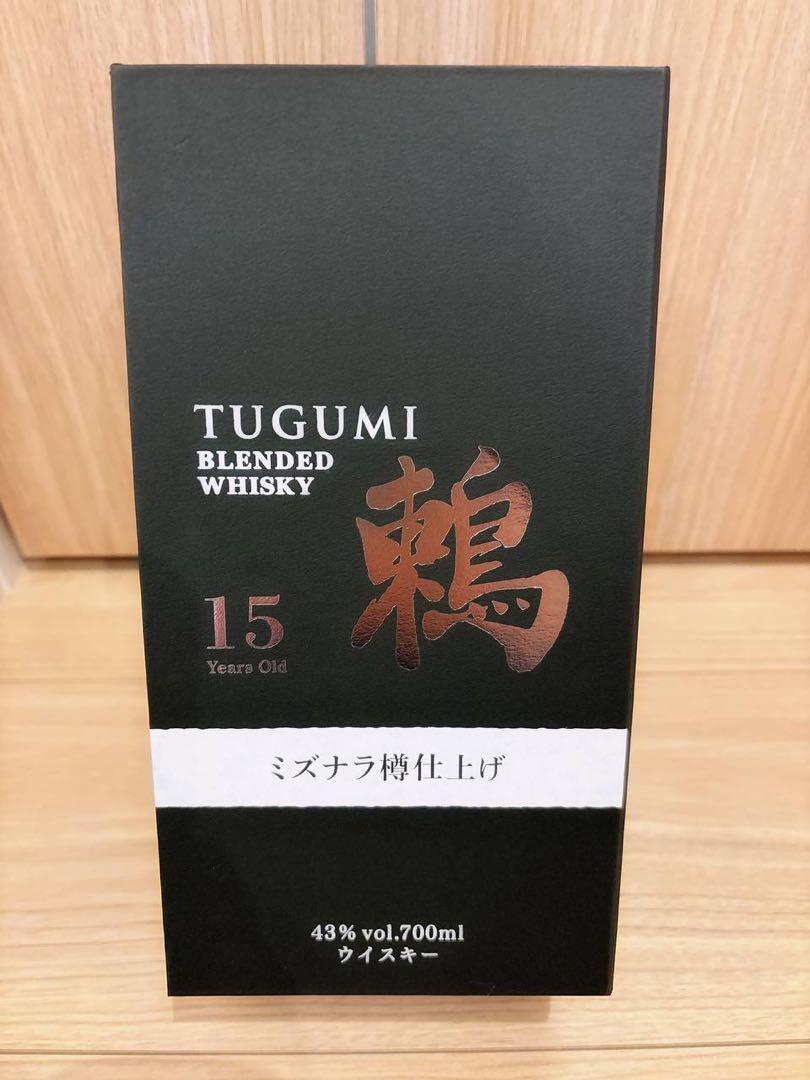 TUGUMI
BLENDED
WHISKY
鶫
15
Years Old
ミズナラ樽仕上げ
43% vol.700ml
ウイスキー